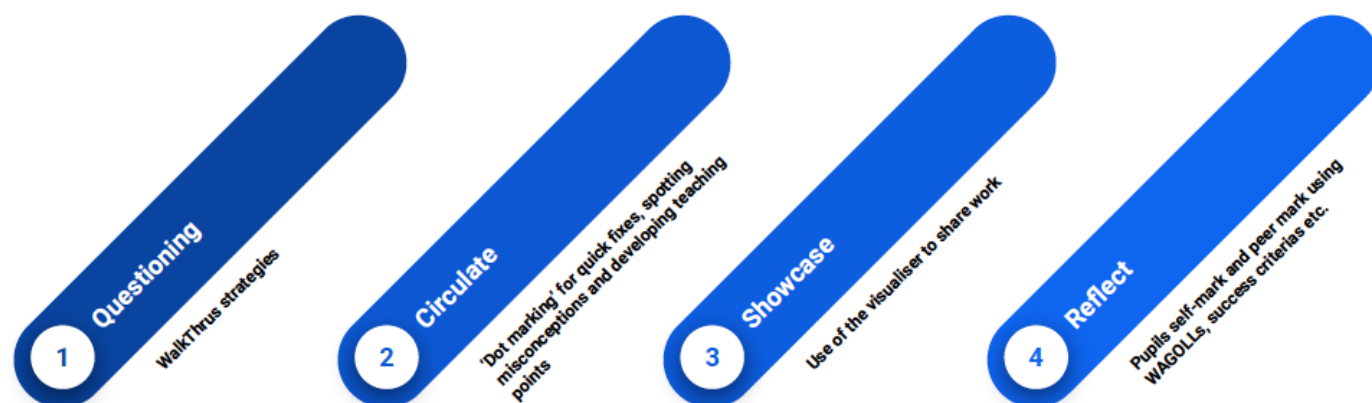 1
Questioning
WalkThrus strategies
2
Circulate
'Dot marking' for quick fixes, spotting
misconceptions and developing teaching
points
3
Showcase
Use of the visualiser to share work
4
Reflect
Pupils self-mark and peer mark using
WAGOLLs, success criterias etc.